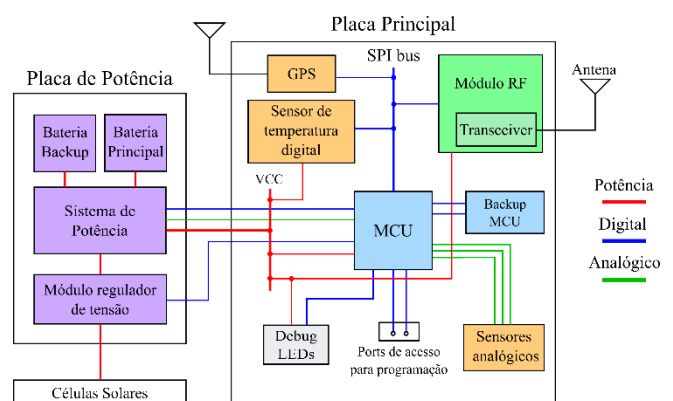 Placa Principal
SPI bus
GPS
Módulo RF
Antena
Transceiver
Placa de Potência
Sensor de
temperatura
digital
Bateria
Backup
Bateria
Principal
VCC
Potência
Sistema de
Potência
MCU
Backup
MCU
Digital
Analógico
Módulo regulador
de tensão
Debug
LEDs
Ports de acesso
para programação
Sensores
analógicos
Células Solares